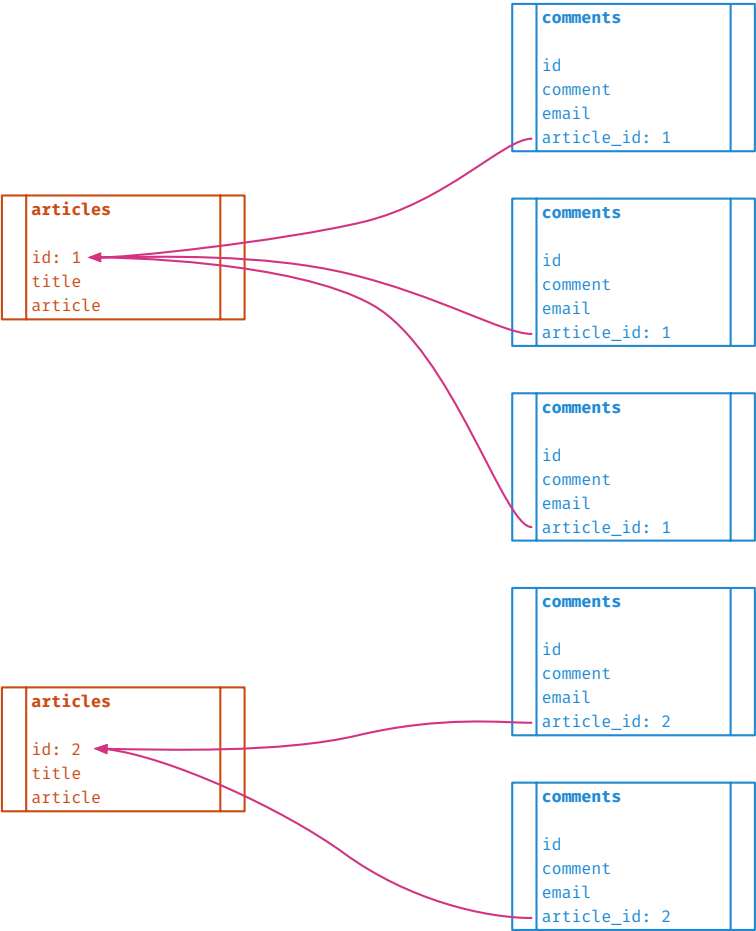 comments
id
comment
email
article_id: 1
articles
id: 1
title
article
comments
id
comment
email
article_id: 1
comments
id
comment
email
article_id: 1
comments
id
comment
email
article_id: 2
articles
id: 2
title
article
comments
id
comment
email
article_id: 2